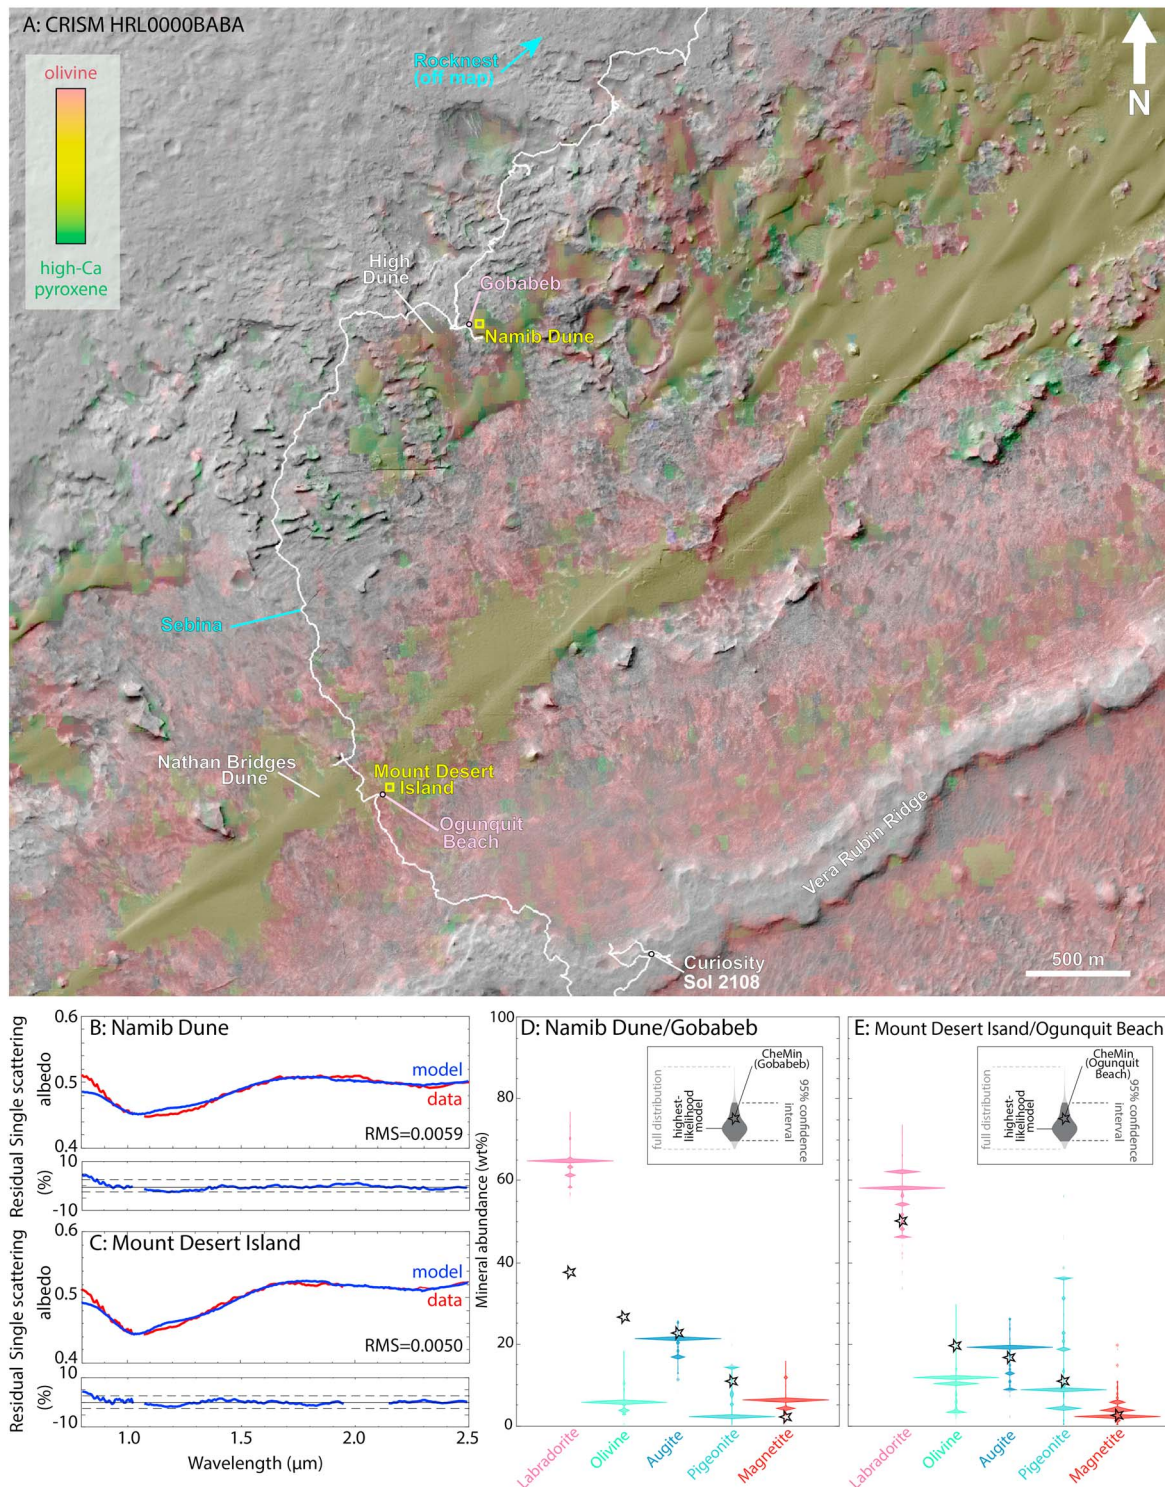 A: CRISM HRL0000BABA
olivine
high-Ca
pyroxene
Rocknest
(off map)
N
High
Dune
Gobabeb
Namib Dune
Sebina
Nathan Bridges
Dune
Mount Desert
Island
Ogunquit
Beach
Vera Rubin Ridge
Curiosity
Sol 2108
500 m
B: Namib Dune
Single scattering
albedo
0.6
0.5
0.4
model
data
RMS=0.0059
Residual
(%)
10
-10
C: Mount Desert Island
Single scattering
albedo
0.6
0.5
0.4
model
data
RMS=0.0050
Residual
(%)
10
-10
1.0
1.5
2.0
2.5
Wavelength (μm)
D: Namib Dune/Gobabeb
Mineral abundance (wt%)
100
80
60
40
20
0
CheMin
(Gobabeb)
full distribution
highest-
likelihood
model
95% confidence
interval
Labradorite
Olivine
Augite
Pigeonite
Magnetite
E: Mount Desert Isand/Ogunquit Beach
CheMin
(Ogunquit
Beach)
full distribution
highest-
likelihood
model
95% confidence
interval
Labradorite
Olivine
Augite
Pigeonite
Magnetite